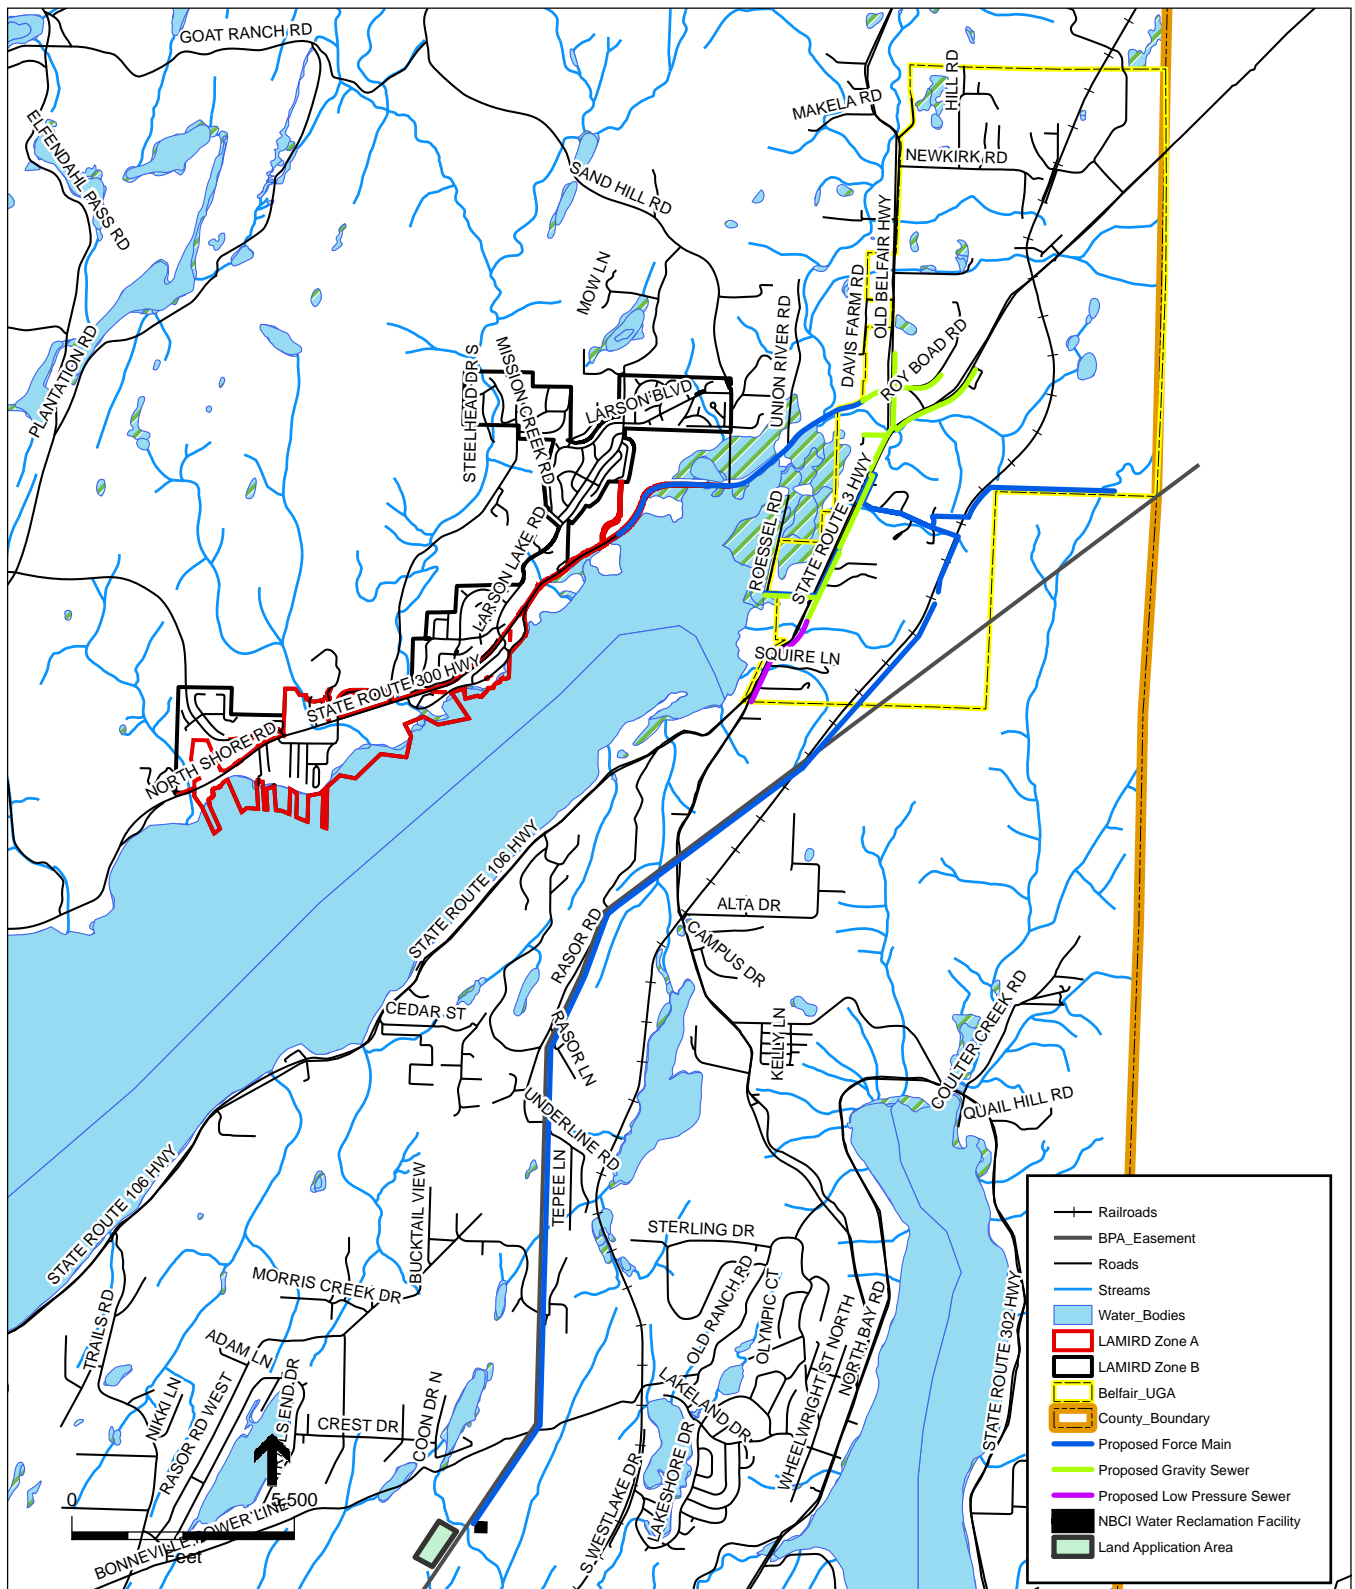 GOAT RANCH RD
ELFENDAHL PASS RD
MAKELA RD
HILL RD
NEWKIRK RD
SAND HILL RD
MOW LN
OLD BELFAIR HWY
DAVIS FARM RD
UNION RIVER RD
PLANTATION RD
STEELHEAD DR S
MISSION CREEK RD
LARSON BLVD
ROY BOAD RD
STATE ROUTE 3 HWY
ROESSEL RD
LARSON LAKE RD
SQUIRE LN
STATE ROUTE 300 HWY
NORTH SHORE RD
STATE ROUTE 106 HWY
ALTA DR
RASOR RD
CAMPUS DR
CEDAR ST
RASOR LN
KELLY LN
COULTER CREEK RD
QUAIL HILL RD
UNDERLINE RD
TEPEE LN
STATE ROUTE 106 HWY
BUCKTAIL VIEW
STERLING DR
MORRIS CREEK DR
OLD RANCH RD
OLYMPIC CT
WHEELWRIGHT ST NORTH
NORTH BAY RD
STATE ROUTE 302 HWY
TRAILS RD
ADAM LN
NIKKI LN
RASOR RD WEST
LS END DR
CREST DR
COON DR N
LAKELAND DR
LAKESHORE DR
S WESTLAKE DR
BONNEVILLE POWER LINE
0
5,500
Feet
Railroads
BPA_Easement
Roads
Streams
Water_Bodies
LAMIRD Zone A
LAMIRD Zone B
Belfair_UGA
County_Boundary
Proposed Force Main
Proposed Gravity Sewer
Proposed Low Pressure Sewer
NBCI Water Reclamation Facility
Land Application Area